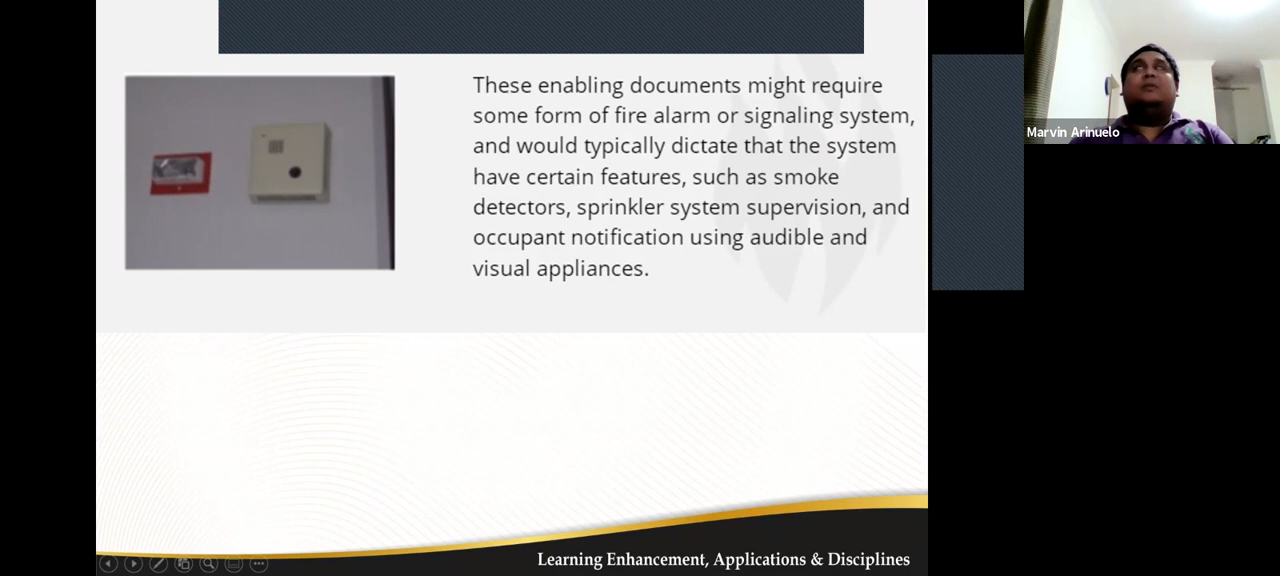 These enabling documents might require
some form of fire alarm or signaling system,
and would typically dictate that the system
have certain features, such as smoke
detectors, sprinkler system supervision, and
occupant notification using audible and
visual appliances.
Marvin Arinuelo
Learning Enhancement, Applications & Disciplines